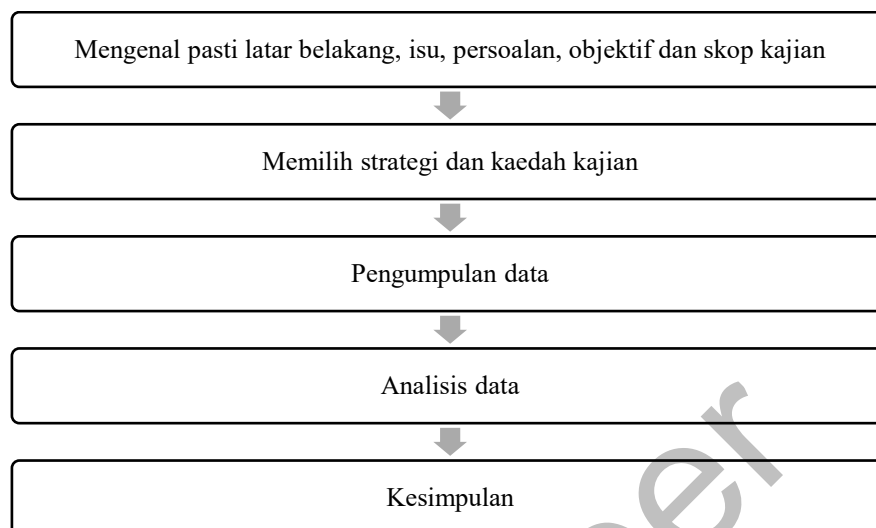 Mengenal pasti latar belakang, isu, persoalan, objektif dan skop kajian
Memilih strategi dan kaedah kajian
Pengumpulan data
Analisis data
Kesimpulan